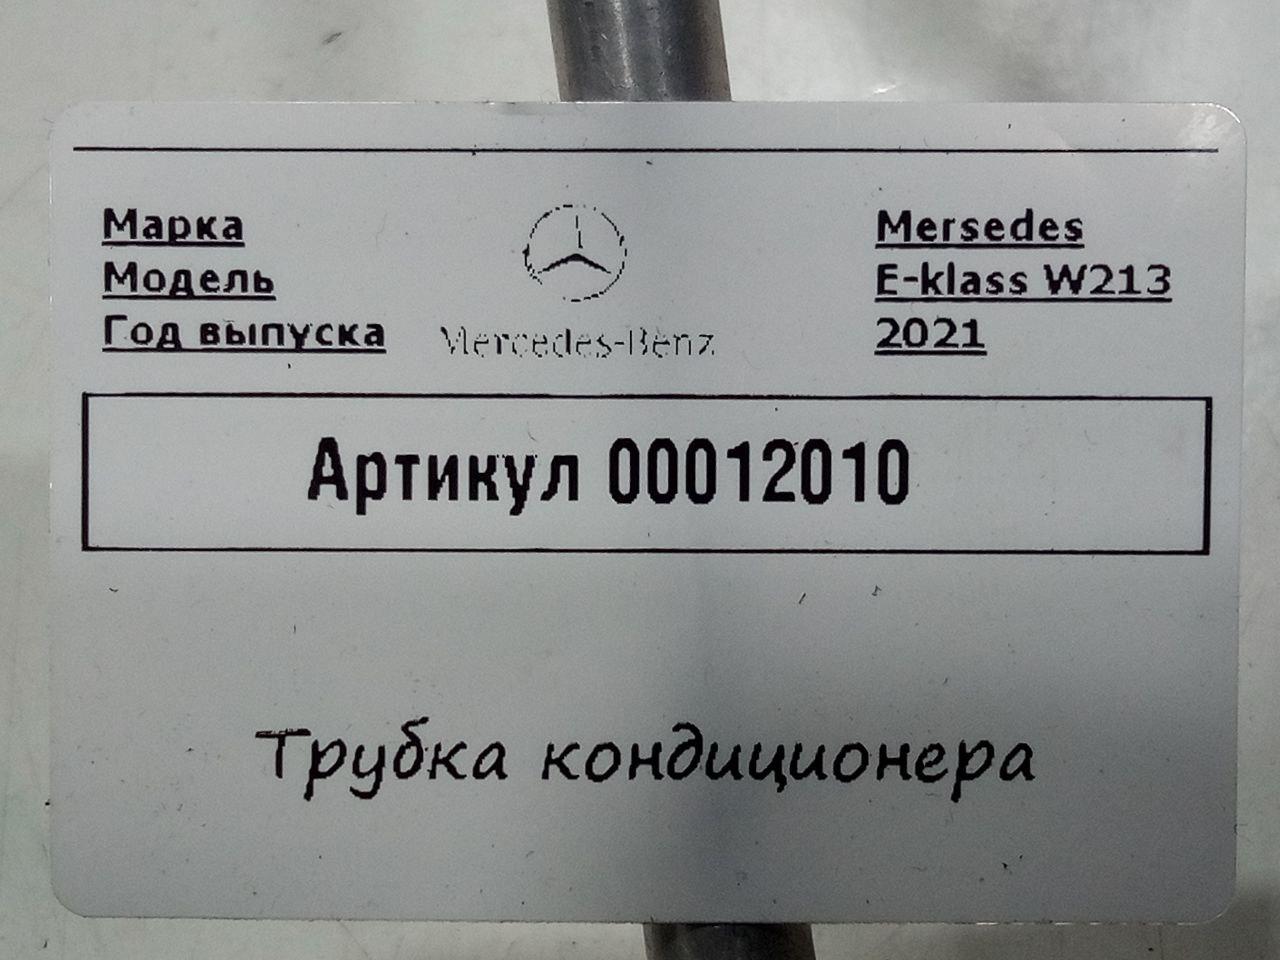 Марка Mersedes
Модель E-klass W213
Год выпуска Mercedes-Benz 2021
Артикул 00012010
Трубка кондиционера